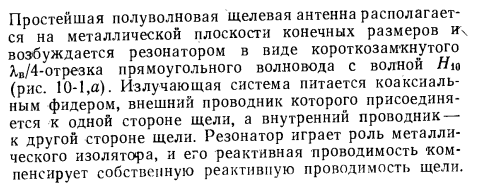 Простейшая полуволновая щелевая антенна располагает-
ся на металлической плоскости конечных размеров и
возбуждается резонатором в виде короткозамкнутого
λв/4-отрезка прямоугольного волновода с волной H10
(рис. 10-1,а). Излучающая система питается коаксиаль-
ным фидером, внешний проводник которого присоединя-
ется к одной стороне щели, а внутренний проводник —
к другой стороне щели. Резонатор играет роль металли-
ческого изолятора, и его реактивная проводимость ком-
пенсирует собственную реактивную проводимость щели.